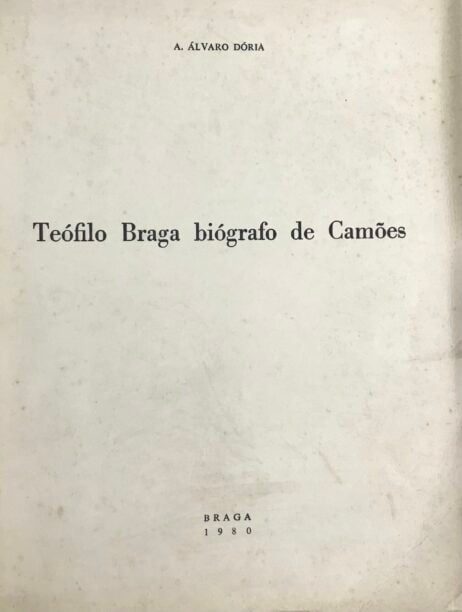 A. ÁLVARO DÓRIA
Teófilo Braga biógrafo de Camões
BRAGA
1980